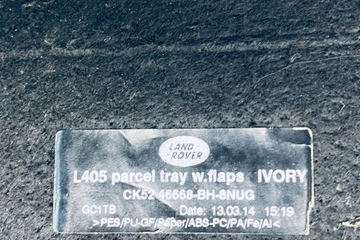 LAND-
ROVER
L405 parcel tray w.flaps IVORY
CK52 46668-BH-8NUG
GC1TB Date: 13.03.14 15:19
>PES/PU-GF/Paper/ABS-PC/PA/Fe/Al<